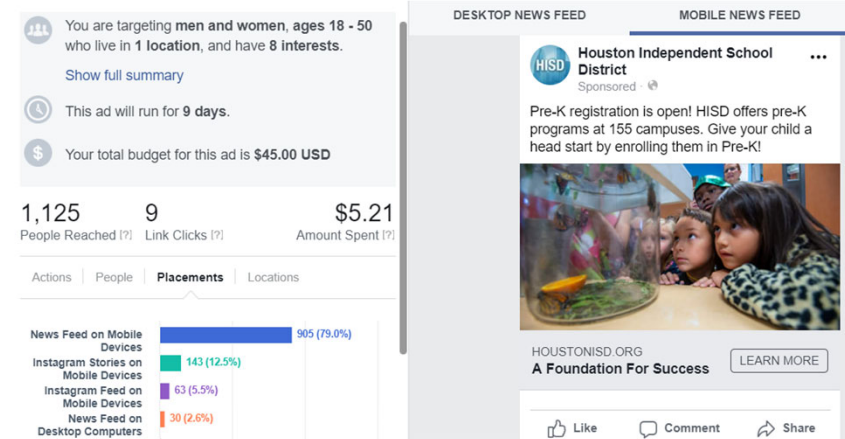 You are targeting men and women, ages 18 - 50
who live in 1 location, and have 8 interests.
Show full summary
This ad will run for 9 days.
$
Your total budget for this ad is $45.00 USD
1,125
People Reached [?]
9
Link Clicks [?]
$5.21
Amount Spent [?]
Actions
People
Placements
Locations
News Feed on Mobile
Devices
905 (79.0%)
Instagram Stories on
Mobile Devices
143 (12.5%)
Instagram Feed on
Mobile Devices
63 (5.5%)
News Feed on
Desktop Computers
30 (2.6%)
DESKTOP NEWS FEED
MOBILE NEWS FEED
HISD
Houston Independent School
District
Sponsored ·
Pre-K registration is open! HISD offers pre-K
programs at 155 campuses. Give your child a
head start by enrolling them in Pre-K!
HOUSTONISD.ORG
A Foundation For Success
LEARN MORE
Like
Comment
Share